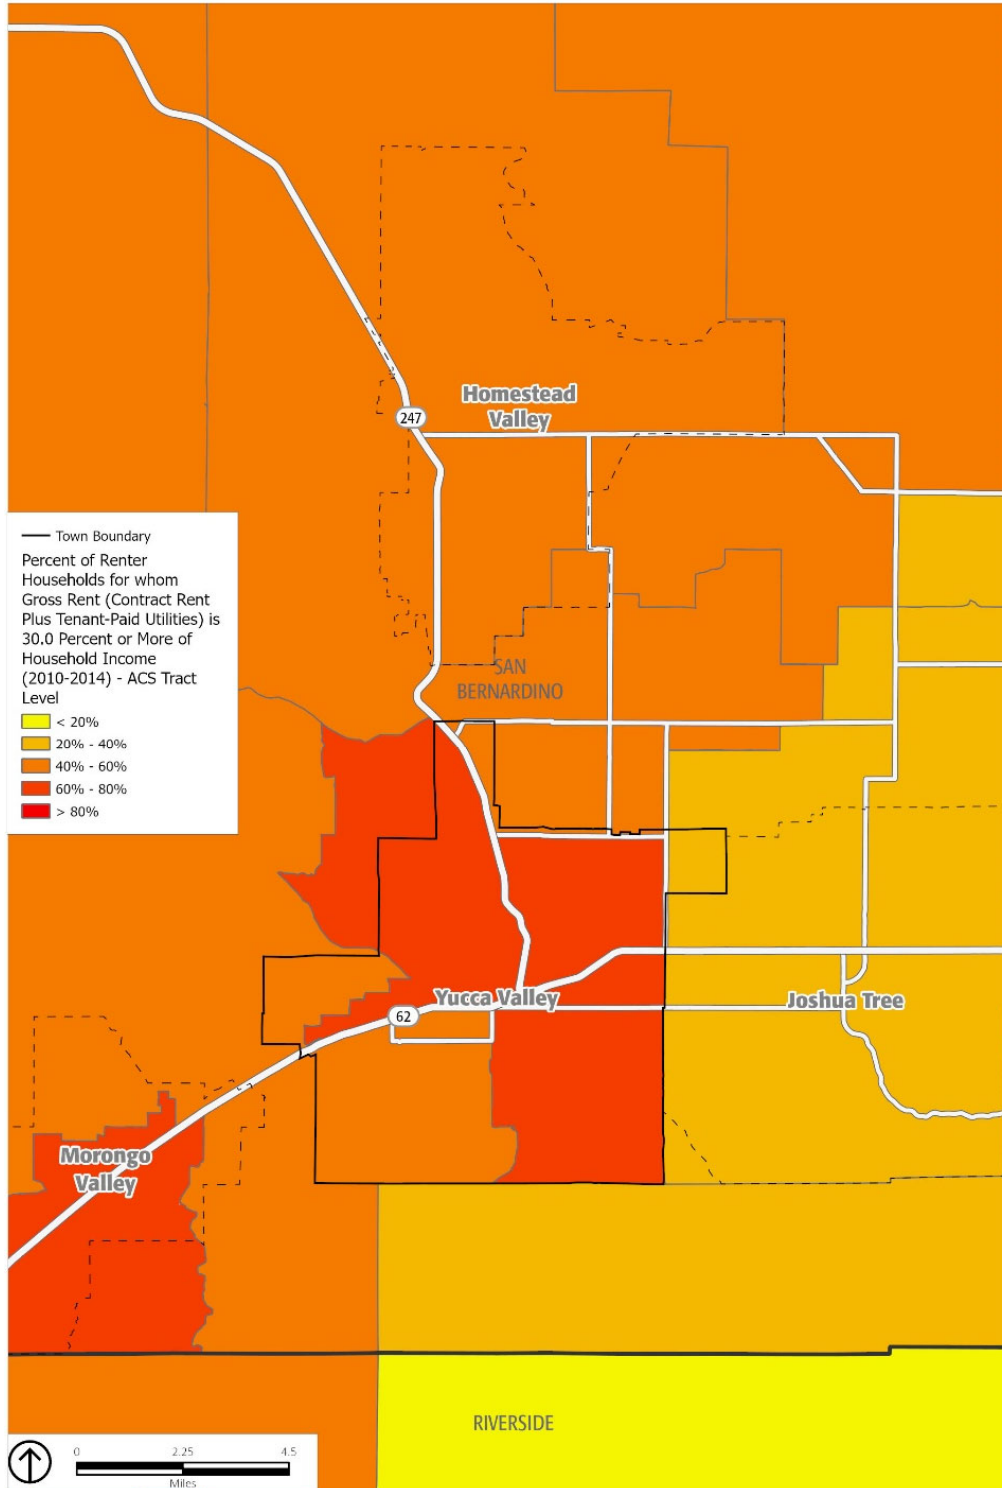 Homestead
Valley
247
Town Boundary
Percent of Renter
Households for whom
Gross Rent (Contract Rent
Plus Tenant-Paid Utilities) is
30.0 Percent or More of
Household Income
(2010-2014) - ACS Tract
Level
< 20%
20% - 40%
40% - 60%
60% - 80%
> 80%
SAN
BERNARDINO
Yucca Valley
Joshua Tree
62
Morongo
Valley
RIVERSIDE
0 2.25 4.5
Miles